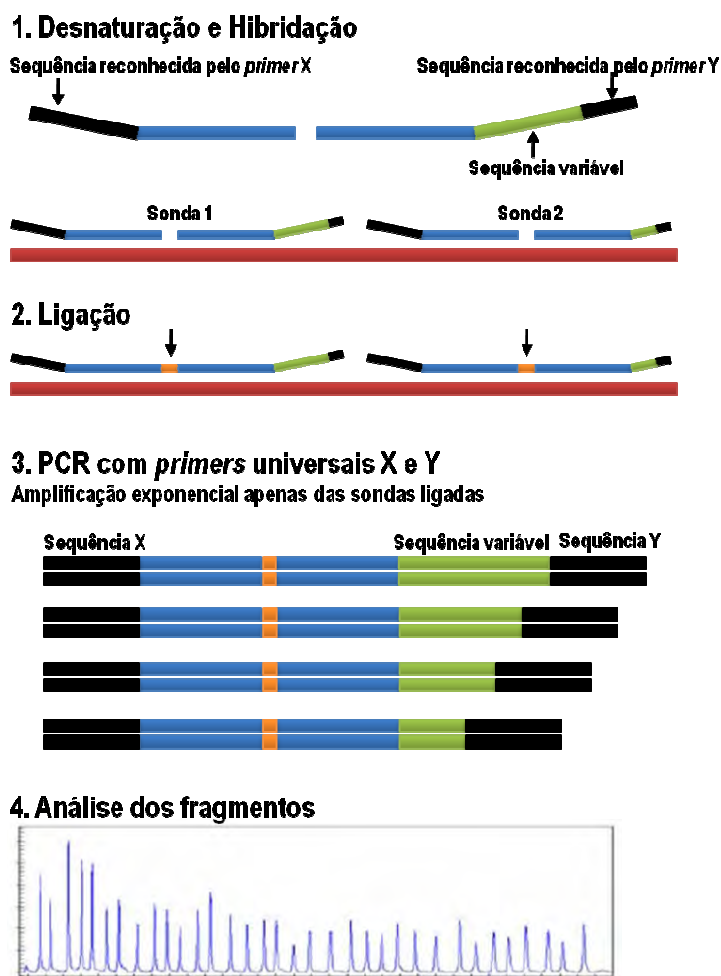 1. Desnaturação e Hibridação
Sequência reconhecida pelo primer X
Sequência reconhecida pelo primer Y
Sequência variável
Sonda 1
Sonda 2
2. Ligação
3. PCR com primers universais X e Y
Amplificação exponencial apenas das sondas ligadas
Sequência X
Sequência variável
Sequência Y
4. Análise dos fragmentos